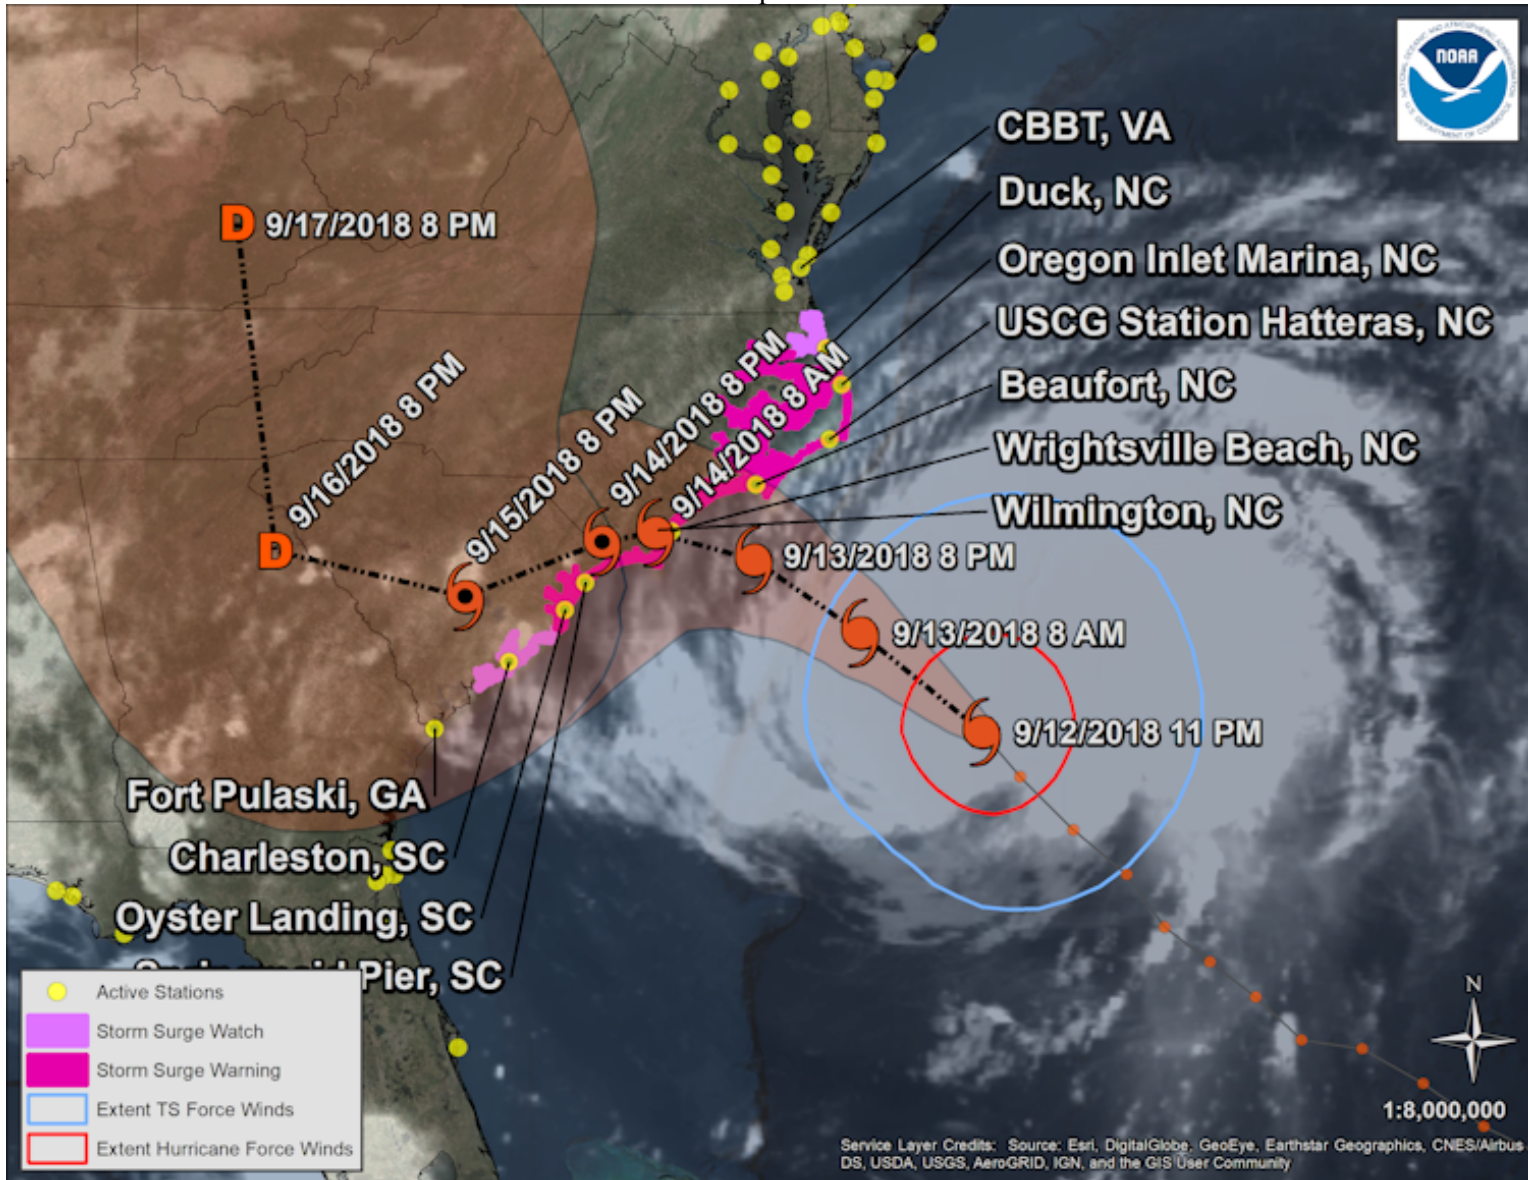 NOAA
CBBT, VA
Duck, NC
Oregon Inlet Marina, NC
USCG Station Hatteras, NC
Beaufort, NC
Wrightsville Beach, NC
Wilmington, NC
D 9/17/2018 8 PM
9/16/2018 8 PM
D
9/15/2018 8 PM
9/14/2018 8 PM
9/14/2018 8 AM
9/13/2018 8 PM
9/13/2018 8 AM
9/12/2018 11 PM
Fort Pulaski, GA
Charleston, SC
Oyster Landing, SC
Pier, SC
Active Stations
Storm Surge Watch
Storm Surge Warning
Extent TS Force Winds
Extent Hurricane Force Winds
N
1:8,000,000
Service Layer Credits: Source: Esri, DigitalGlobe, GeoEye, Earthstar Geographics, CNES/Airbus
DS, USDA, USGS, AeroGRID, IGN, and the GIS User Community